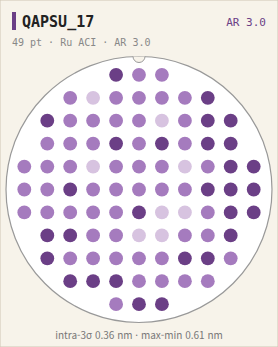 QAPSU_17
AR 3.0
49 pt · Ru ACI · AR 3.0
intra-3σ 0.36 nm · max-min 0.61 nm